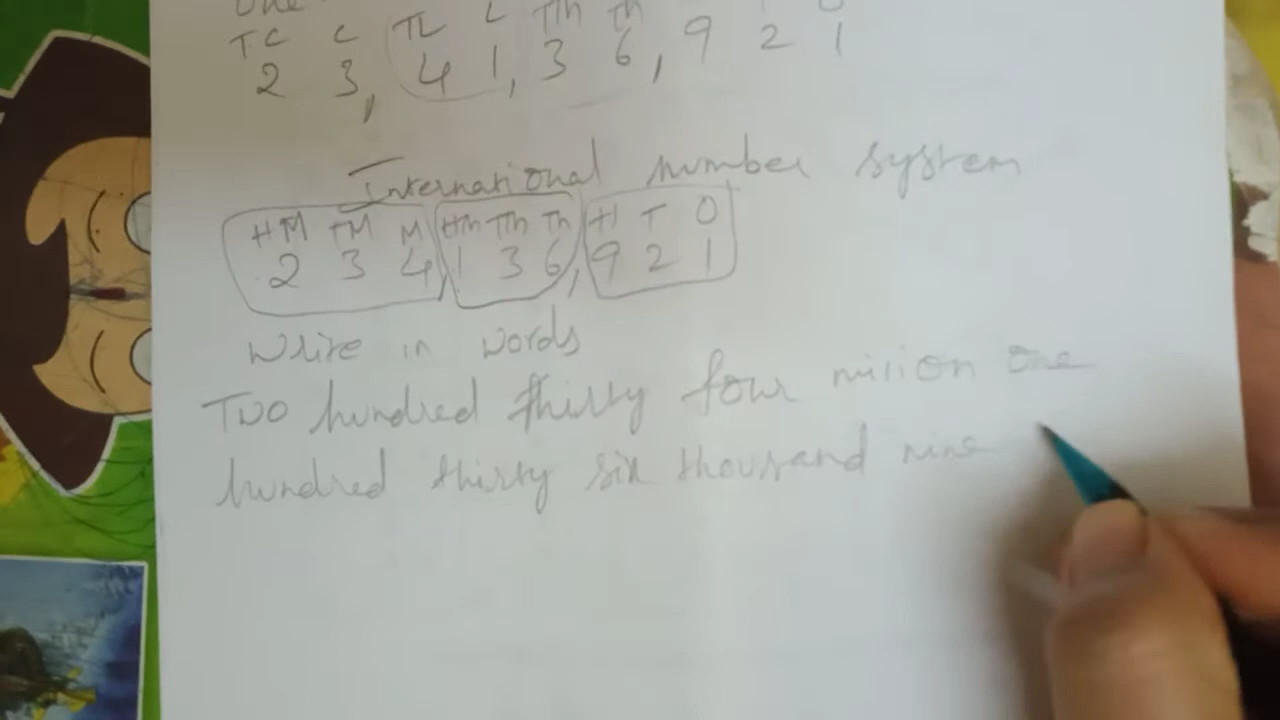 One
TC C TL L TTh Th
2 3, 4 1, 3 6, 9 2 1
International number system
HM TM M HTh TTh Th H T O
2 3 4, 1 3 6, 9 2 1
Write in words
Two hundred thirty four milion one
hundred thirty six thousand nine